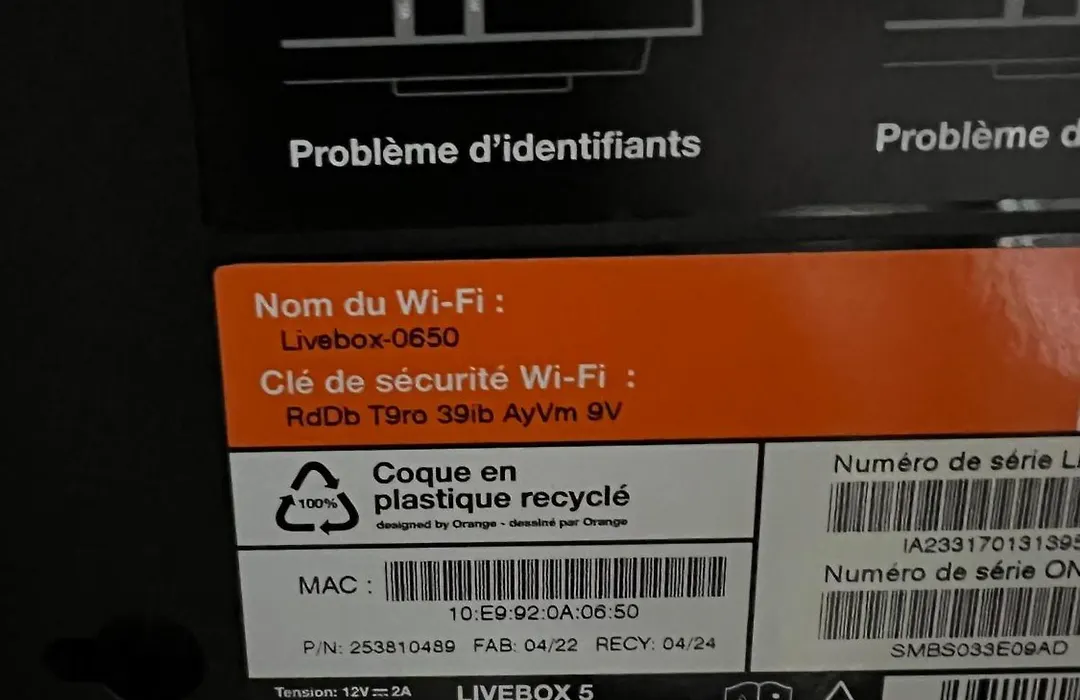 Problème d'identifiants
Problème d
Nom du Wi-Fi :
Livebox-0650
Clé de sécurité Wi-Fi :
RdDb T9ro 39ib AyVm 9V
100%
Coque en
plastique recyclé
designed by Orange - dessiné par Orange
MAC :
10:E9:92:0A:06:50
P/N: 253810489 FAB: 04/22 RECY: 04/24
Numéro de série
IA233170131395
Numéro de série
SMBS033E09AD
Tension: 12V⎓2A
LIVEBOX 5